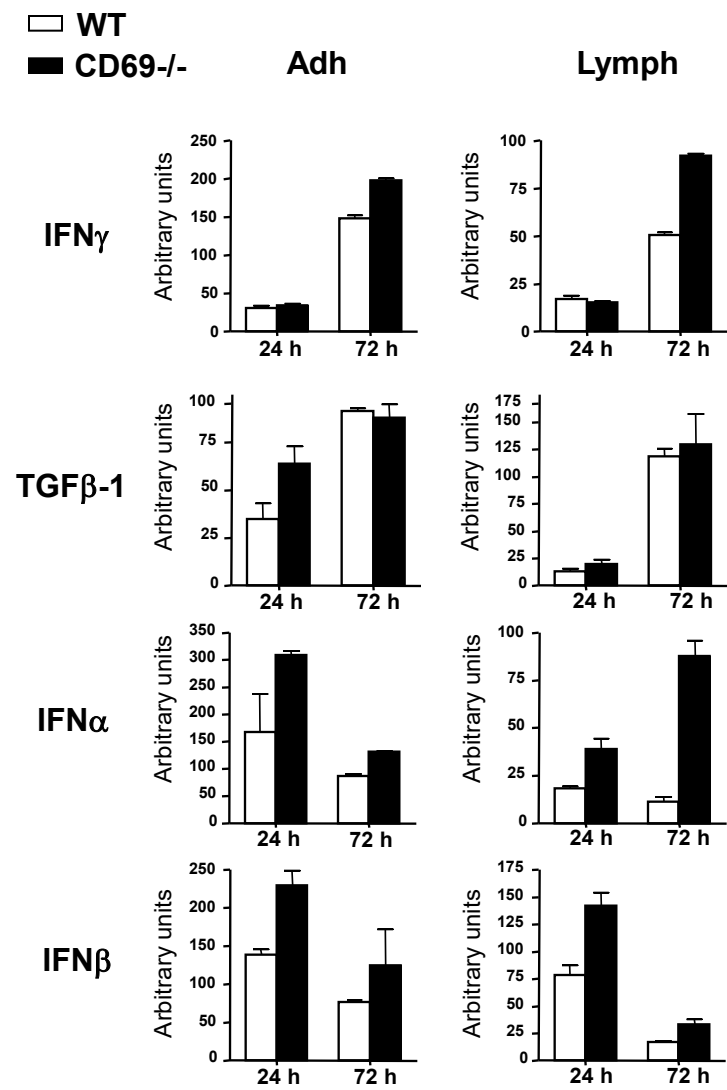 WT
CD69-/-
Adh
Lymph
IFNγ
Arbitrary units
250
200
150
100
50
0
24 h
72 h
Arbitrary units
100
75
50
25
0
24 h
72 h
TGFβ-1
Arbitrary units
100
75
50
25
0
24 h
72 h
Arbitrary units
175
150
125
100
75
50
25
0
24 h
72 h
IFNα
Arbitrary units
350
300
250
200
150
100
50
0
24 h
72 h
Arbitrary units
100
75
50
25
0
24 h
72 h
IFNβ
Arbitrary units
250
200
150
100
50
0
24 h
72 h
Arbitrary units
175
150
125
100
75
50
25
0
24 h
72 h